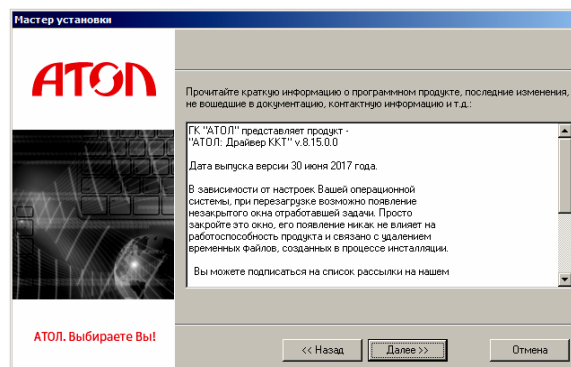 Мастер установки
АТОЛ
Прочитайте краткую информацию о программном продукте, последние изменения,
не вошедшие в документацию, контактную информацию и т.д.:
ГК "АТОЛ" представляет продукт -
"АТОЛ: Драйвер ККТ" v.8.15.0.0
Дата выпуска версии 30 июня 2017 года.
В зависимости от настроек Вашей операционной
системы, при перезагрузке возможно появление
незакрытого окна отработавшей задачи. Просто
закройте это окно, его появление никак не влияет на
работоспособность продукта и связано с удалением
временных файлов, созданных в процессе инсталляции.
Вы можете подписаться на список рассылки на нашем
АТОЛ. Выбираете Вы!
<< Назад
Далее >>
Отмена